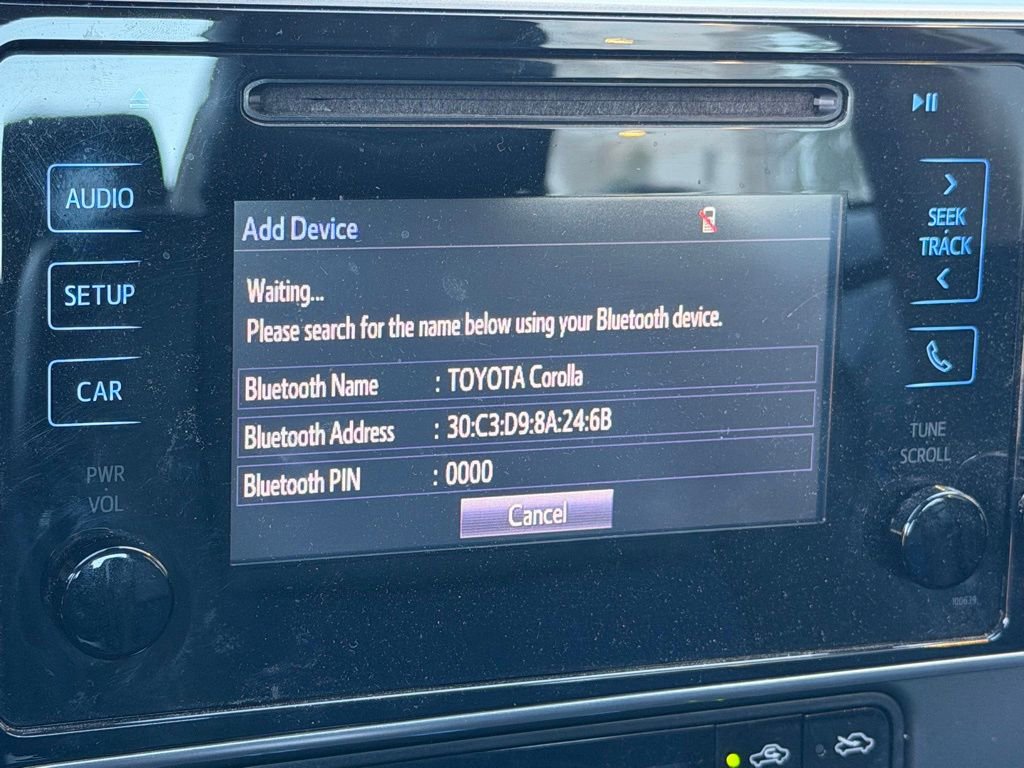 AUDIO
SETUP
CAR
PWR
VOL
Add Device
Waiting...
Please search for the name below using your Bluetooth device.
Bluetooth Name : TOYOTA Corolla
Bluetooth Address : 30:C3:D9:8A:24:6B
Bluetooth PIN : 0000
Cancel
SEEK
TRACK
TUNE
SCROLL
100639